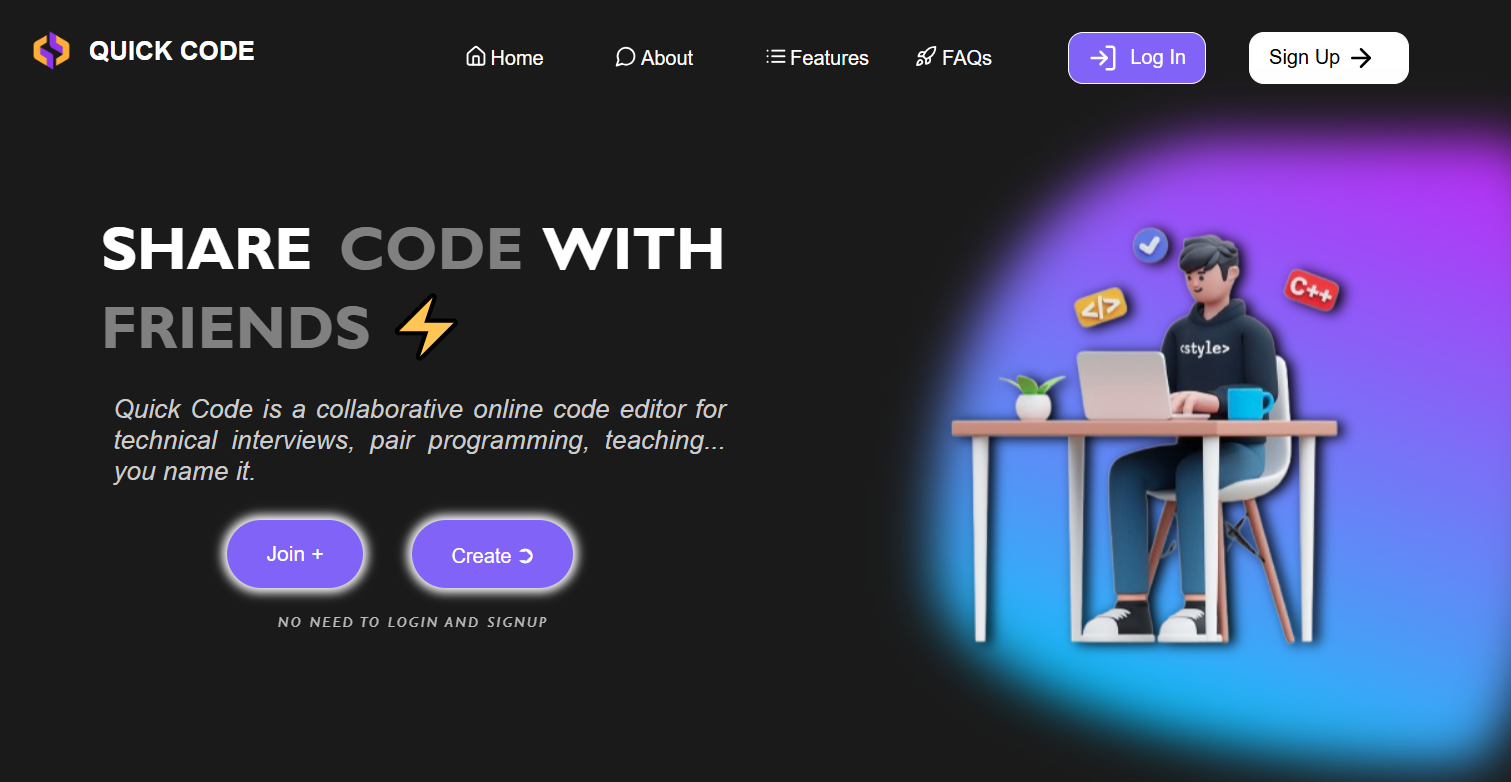 QUICK CODE
Home
About
Features
FAQs
Log In
Sign Up
SHARE CODE WITH
FRIENDS
Quick Code is a collaborative online code editor for
technical interviews, pair programming, teaching...
you name it.
Join +
Create
NO NEED TO LOGIN AND SIGNUP
C++
</>
<style>